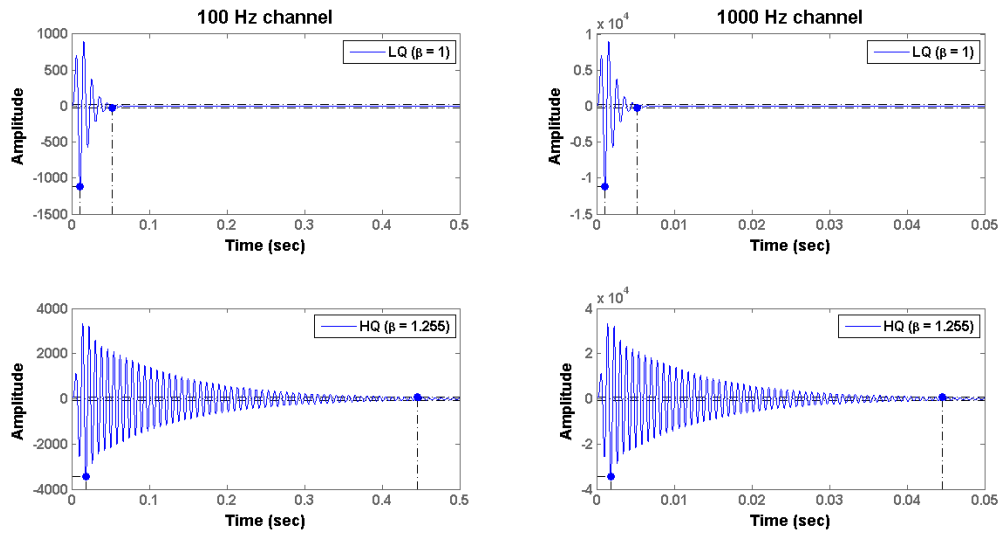 100 Hz channel
1000
500
0
-500
-1000
-1500
Amplitude
LQ (β = 1)
0
0.1
0.2
0.3
0.4
0.5
Time (sec)
1000 Hz channel
x 10⁴
1
0.5
0
-0.5
-1
-1.5
Amplitude
LQ (β = 1)
0
0.01
0.02
0.03
0.04
0.05
Time (sec)
4000
2000
0
-2000
-4000
Amplitude
HQ (β = 1.255)
0
0.1
0.2
0.3
0.4
0.5
Time (sec)
x 10⁴
4
2
0
-2
-4
Amplitude
HQ (β = 1.255)
0
0.01
0.02
0.03
0.04
0.05
Time (sec)